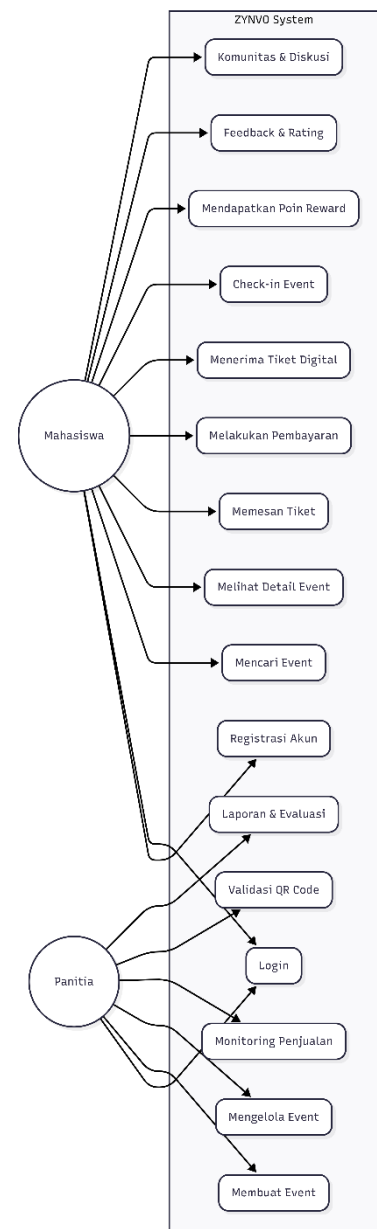 ZYNVO System
Komunitas & Diskusi
Feedback & Rating
Mendapatkan Poin Reward
Check-in Event
Menerima Tiket Digital
Mahasiswa
Melakukan Pembayaran
Memesan Tiket
Melihat Detail Event
Mencari Event
Registrasi Akun
Laporan & Evaluasi
Validasi QR Code
Login
Panitia
Monitoring Penjualan
Mengelola Event
Membuat Event